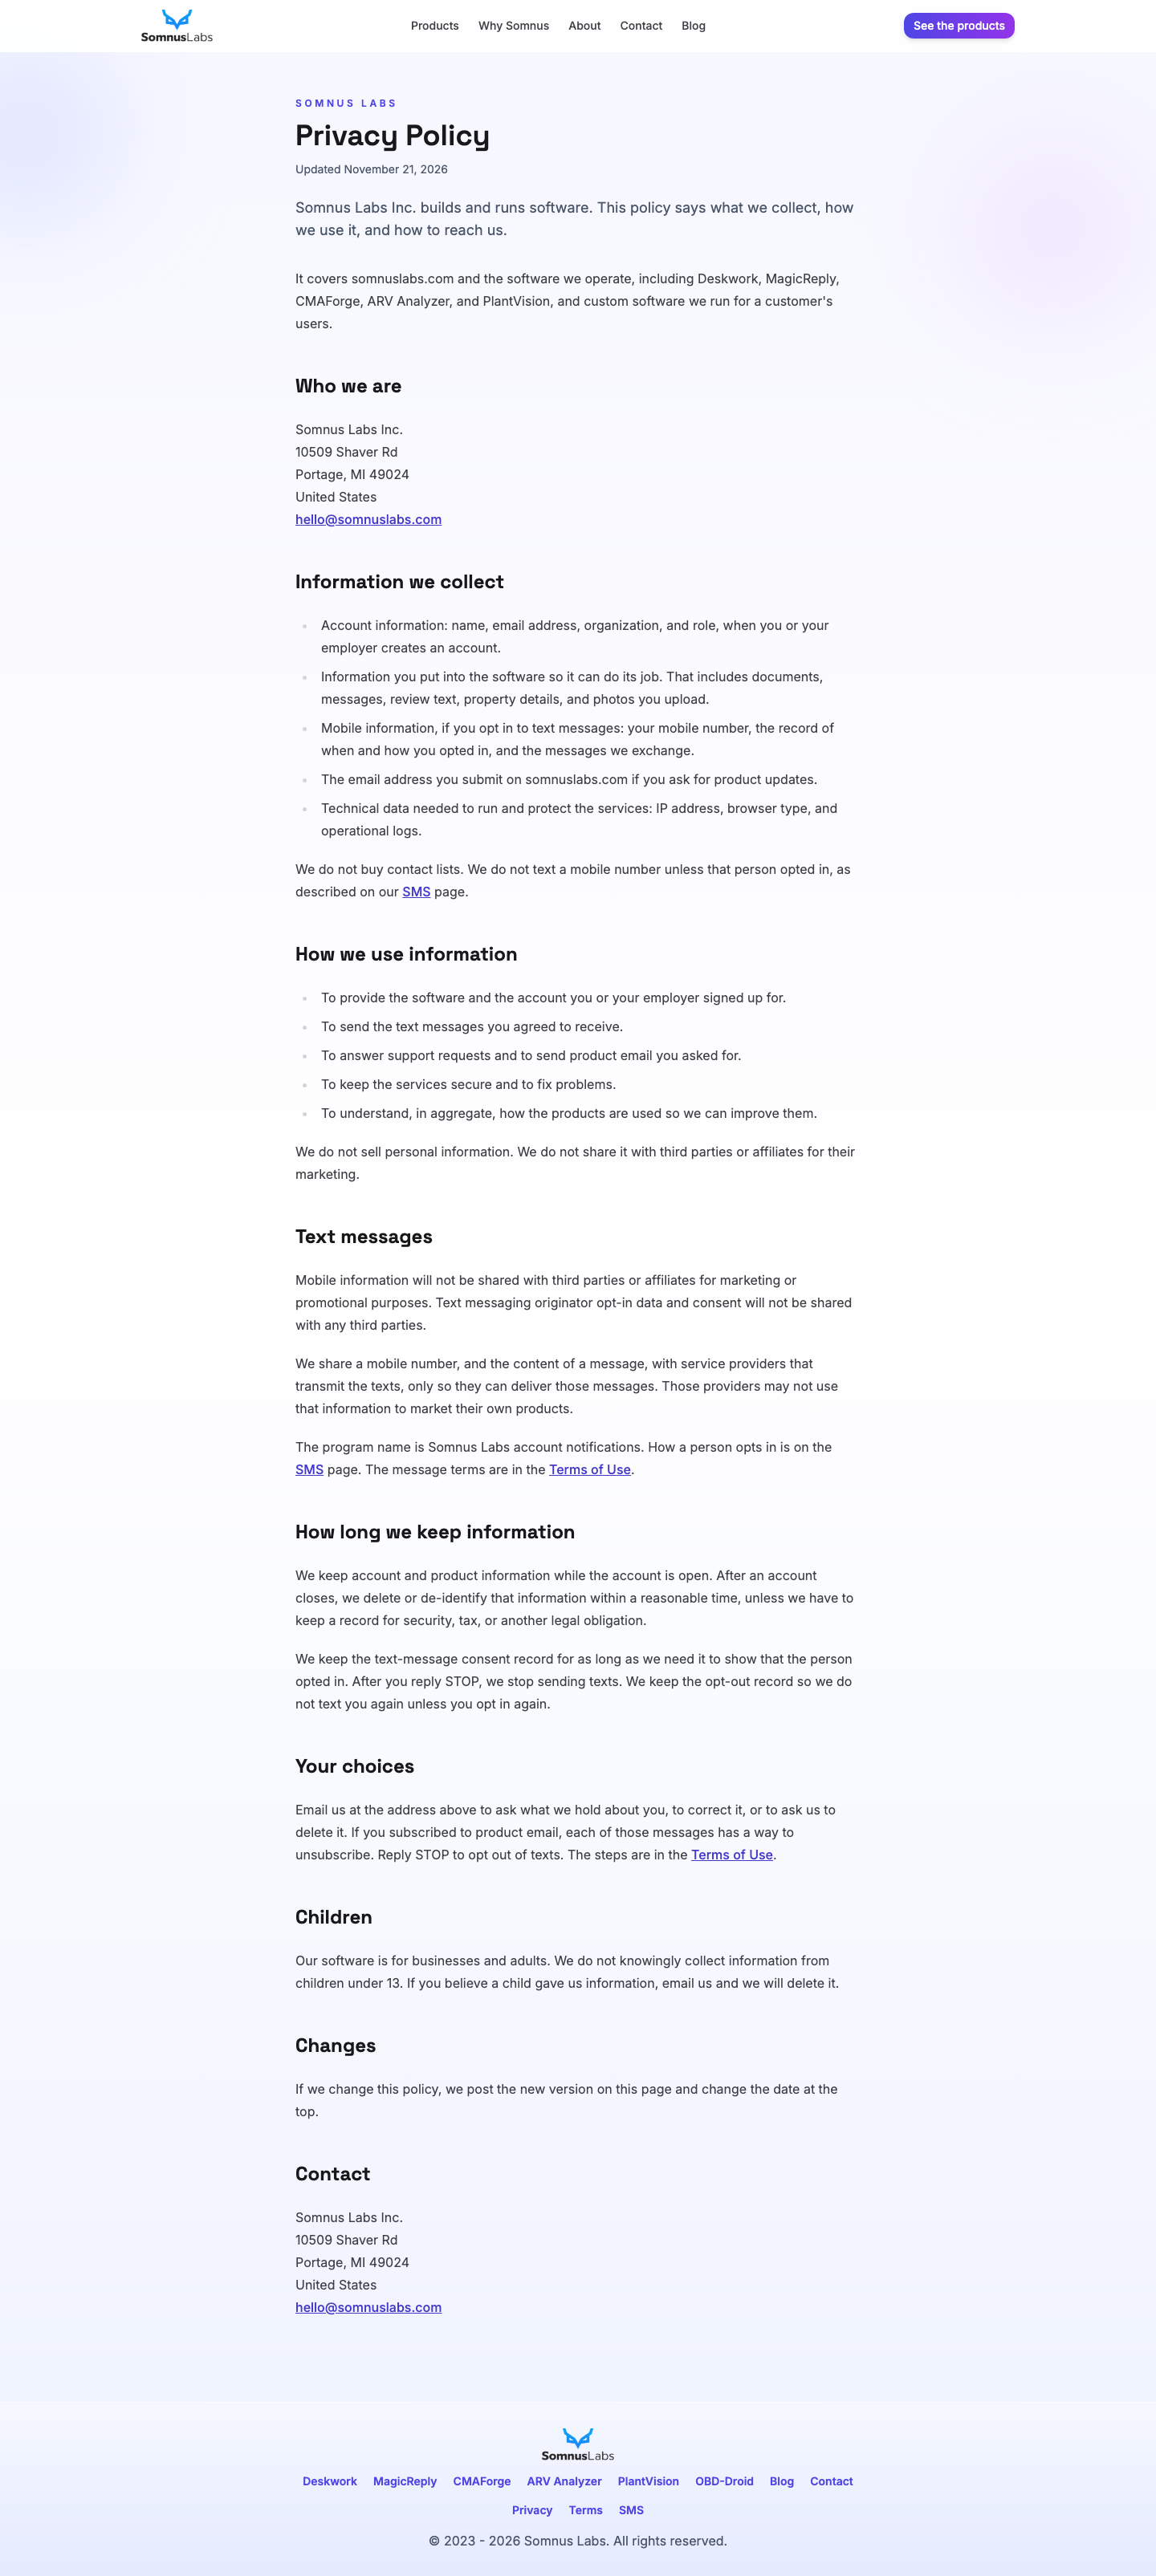 SomnusLabs
Products Why Somnus About Contact Blog
See the products
SOMNUS LABS
Privacy Policy
Updated November 21, 2026
Somnus Labs Inc. builds and runs software. This policy says what we collect, how
we use it, and how to reach us.
It covers somnuslabs.com and the software we operate, including Deskwork, MagicReply,
CMAForge, ARV Analyzer, and PlantVision, and custom software we run for a customer's
users.
Who we are
Somnus Labs Inc.
10509 Shaver Rd
Portage, MI 49024
United States
hello@somnuslabs.com
Information we collect
Account information: name, email address, organization, and role, when you or your
employer creates an account.
Information you put into the software so it can do its job. That includes documents,
messages, review text, property details, and photos you upload.
Mobile information, if you opt in to text messages: your mobile number, the record of
when and how you opted in, and the messages we exchange.
The email address you submit on somnuslabs.com if you ask for product updates.
Technical data needed to run and protect the services: IP address, browser type, and
operational logs.
We do not buy contact lists. We do not text a mobile number unless that person opted in, as
described on our SMS page.
How we use information
To provide the software and the account you or your employer signed up for.
To send the text messages you agreed to receive.
To answer support requests and to send product email you asked for.
To keep the services secure and to fix problems.
To understand, in aggregate, how the products are used so we can improve them.
We do not sell personal information. We do not share it with third parties or affiliates for their
marketing.
Text messages
Mobile information will not be shared with third parties or affiliates for marketing or
promotional purposes. Text messaging originator opt-in data and consent will not be shared
with any third parties.
We share a mobile number, and the content of a message, with service providers that
transmit the texts, only so they can deliver those messages. Those providers may not use
that information to market their own products.
The program name is Somnus Labs account notifications. How a person opts in is on the
SMS page. The message terms are in the Terms of Use.
How long we keep information
We keep account and product information while the account is open. After an account
closes, we delete or de-identify that information within a reasonable time, unless we have to
keep a record for security, tax, or another legal obligation.
We keep the text-message consent record for as long as we need it to show that the person
opted in. After you reply STOP, we stop sending texts. We keep the opt-out record so we do
not text you again unless you opt in again.
Your choices
Email us at the address above to ask what we hold about you, to correct it, or to ask us to
delete it. If you subscribed to product email, each of those messages has a way to
unsubscribe. Reply STOP to opt out of texts. The steps are in the Terms of Use.
Children
Our software is for businesses and adults. We do not knowingly collect information from
children under 13. If you believe a child gave us information, email us and we will delete it.
Changes
If we change this policy, we post the new version on this page and change the date at the
top.
Contact
Somnus Labs Inc.
10509 Shaver Rd
Portage, MI 49024
United States
hello@somnuslabs.com
SomnusLabs
Deskwork MagicReply CMAForge ARV Analyzer PlantVision OBD-Droid Blog Contact
Privacy Terms SMS
© 2023 - 2026 Somnus Labs. All rights reserved.